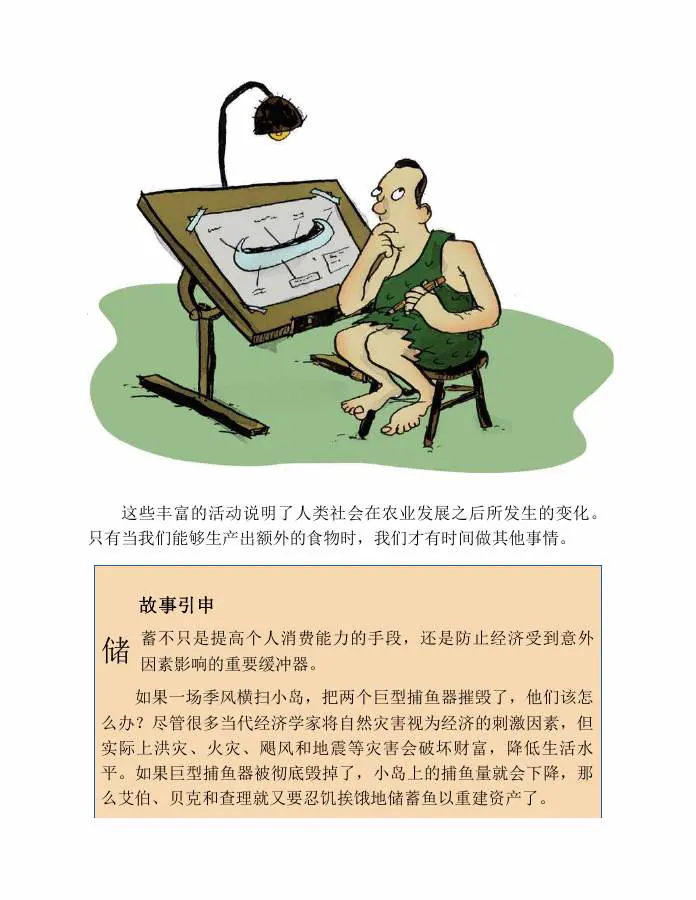 这些丰富的活动说明了人类社会在农业发展之后所发生的变化。
只有当我们能够生产出额外的食物时，我们才有时间做其他事情。
故事引申
储蓄不只是提高个人消费能力的手段，还是防止经济受到意外
因素影响的重要缓冲器。
如果一场季风横扫小岛，把两个巨型捕鱼器摧毁了，他们该怎
么办？尽管很多当代经济学家将自然灾害视为经济的刺激因素，但
实际上洪灾、火灾、飓风和地震等灾害会破坏财富，降低生活水
平。如果巨型捕鱼器被彻底毁掉了，小岛上的捕鱼量就会下降，那
么艾伯、贝克和查理就又要忍饥挨饿地储蓄鱼以重建资产了。